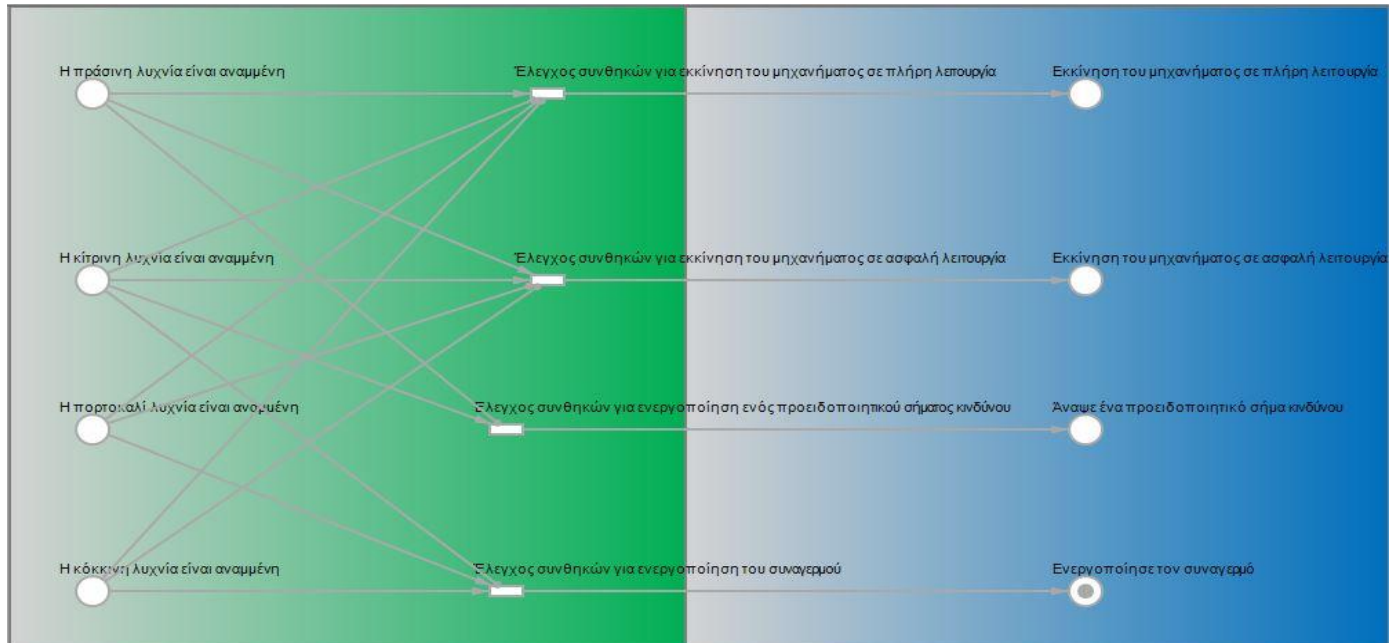 Η πράσινη λυχνία είναι αναμμένη
Έλεγχος συνθηκών για εκκίνηση του μηχανήματος σε πλήρη λειτουργία
Εκκίνηση του μηχανήματος σε πλήρη λειτουργία
Η κίτρινη λυχνία είναι αναμμένη
Έλεγχος συνθηκών για εκκίνηση του μηχανήματος σε ασφαλή λειτουργία
Εκκίνηση του μηχανήματος σε ασφαλή λειτουργία
Η πορτοκαλί λυχνία είναι αναμμένη
Έλεγχος συνθηκών για ενεργοποίηση ενός προειδοποιητικού σήματος κινδύνου
Άναψε ένα προειδοποιητικό σήμα κινδύνου
Η κόκκινη λυχνία είναι αναμμένη
Έλεγχος συνθηκών για ενεργοποίηση του συναγερμού
Ενεργοποίησε τον συναγερμό